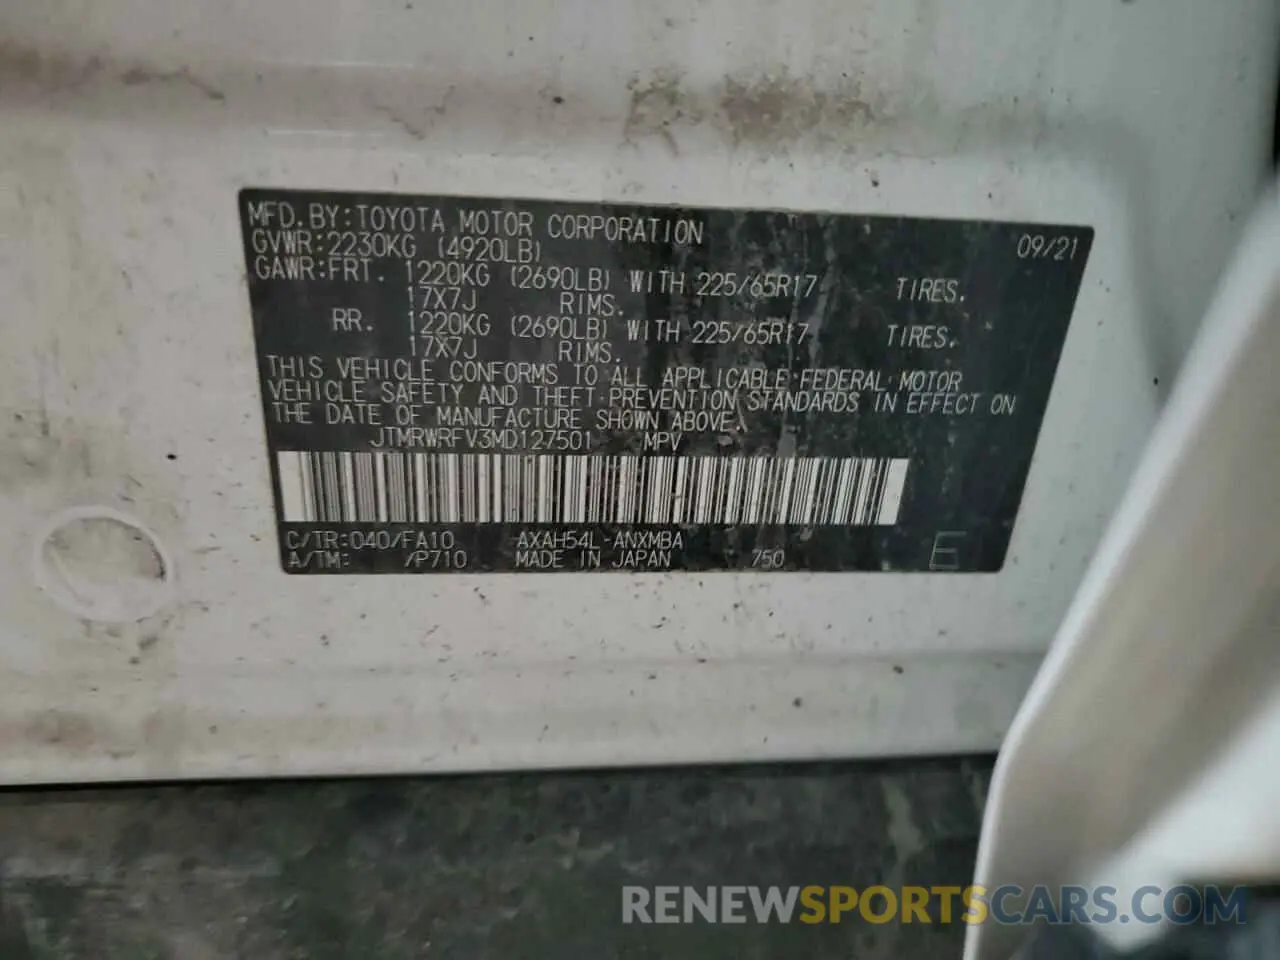 MFD.BY:TOYOTA MOTOR CORPORATION 09/21
GVWR:2230KG (4920LB)
GAWR:FRT. 1220KG (2690LB) WITH 225/65R17 TIRES.
17X7J RIMS.
RR. 1220KG (2690LB) WITH 225/65R17 TIRES.
17X7J RIMS.
THIS VEHICLE CONFORMS TO ALL APPLICABLE FEDERAL MOTOR
VEHICLE SAFETY AND THEFT PREVENTION STANDARDS IN EFFECT ON
THE DATE OF MANUFACTURE SHOWN ABOVE.
JTMRWRFV3MD127501 MPV
C/TR:040/FA10 AXAH54L-ANXMBA
A/TM: /P710 MADE IN JAPAN 750 E
RENEWSPORTSCARS.COM